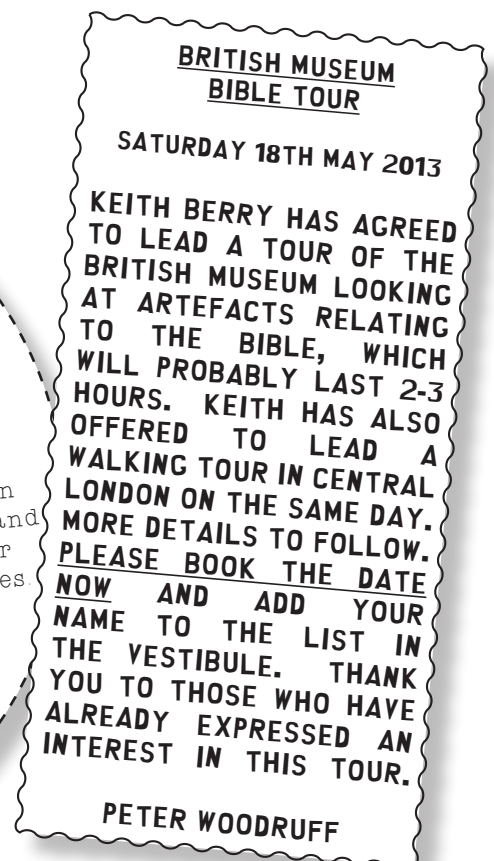 BRITISH MUSEUM
BIBLE TOUR
SATURDAY 18TH MAY 2013
KEITH BERRY HAS AGREED
TO LEAD A TOUR OF THE
BRITISH MUSEUM LOOKING
AT ARTEFACTS RELATING
TO THE BIBLE, WHICH
WILL PROBABLY LAST 2-3
HOURS. KEITH HAS ALSO
OFFERED TO LEAD A
WALKING TOUR IN CENTRAL
LONDON ON THE SAME DAY.
MORE DETAILS TO FOLLOW.
PLEASE BOOK THE DATE
NOW AND ADD YOUR
NAME TO THE LIST IN
THE VESTIBULE. THANK
YOU TO THOSE WHO HAVE
ALREADY EXPRESSED AN
INTEREST IN THIS TOUR.
PETER WOODRUFF